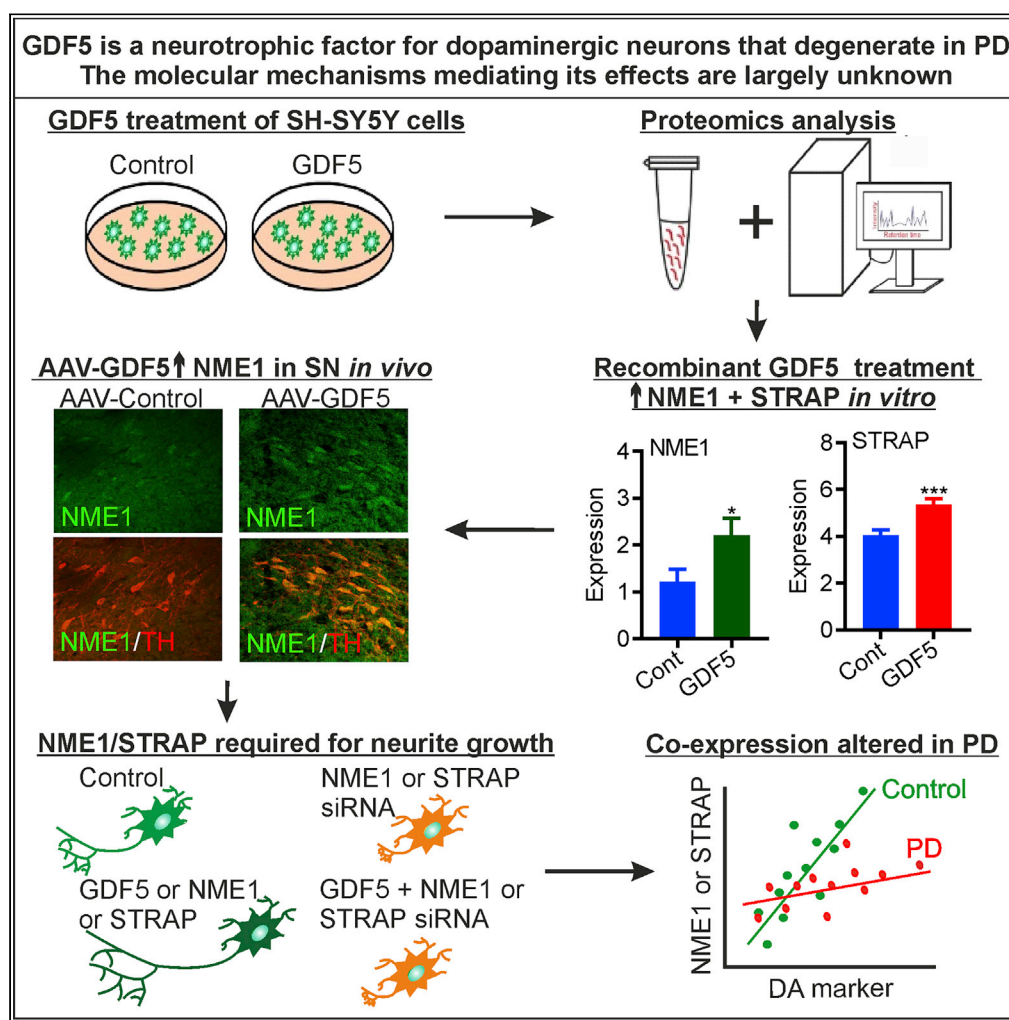 GDF5 is a neurotrophic factor for dopaminergic neurons that degenerate in PD
The molecular mechanisms mediating its effects are largely unknown
GDF5 treatment of SH-SY5Y cells
Control
GDF5
Proteomics analysis
+
Intensity
Retention time
Recombinant GDF5 treatment
↑NME1 + STRAP in vitro
NME1
Expression
4
3
2
1
0
*
Cont
GDF5
STRAP
Expression
8
6
4
2
0
***
Cont
GDF5
AAV-GDF5↑ NME1 in SN in vivo
AAV-Control
AAV-GDF5
NME1
NME1
NME1/TH
NME1/TH
NME1/STRAP required for neurite growth
Control
NME1 or STRAP
siRNA
GDF5 or NME1
or STRAP
GDF5 + NME1 or
STRAP siRNA
Co-expression altered in PD
NME1 or STRAP
Control
PD
DA marker